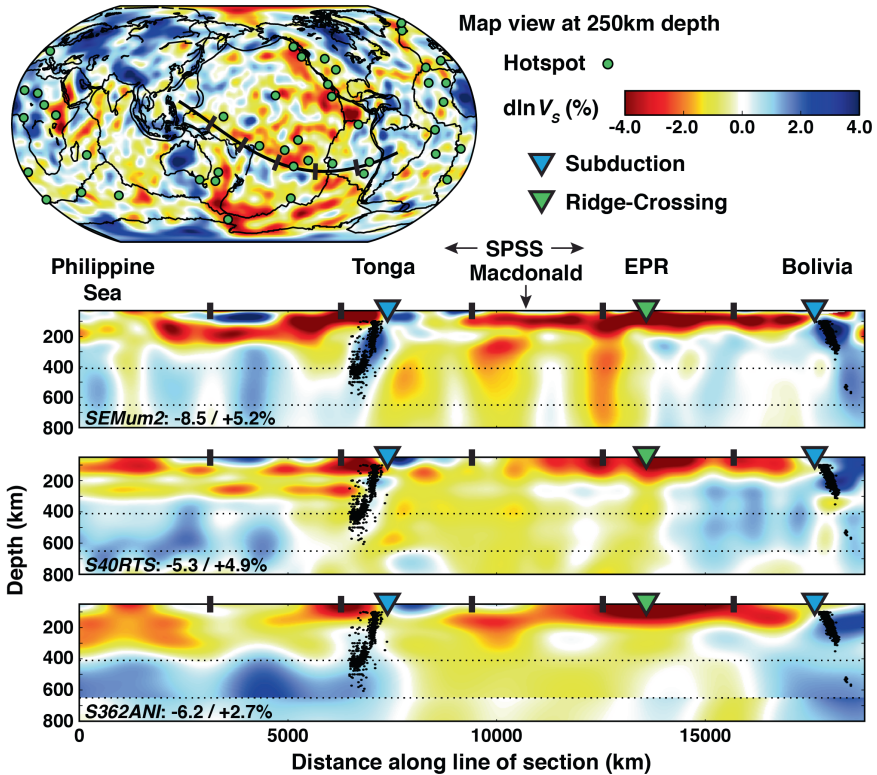 Map view at 250km depth
Hotspot
dlnVS (%)
-4.0 -2.0 0.0 2.0 4.0
Subduction
Ridge-Crossing
SPSS
Philippine Sea
Tonga
Macdonald
EPR
Bolivia
200
400
600
800
SEMum2: -8.5 / +5.2%
200
400
600
800
S40RTS: -5.3 / +4.9%
Depth (km)
200
400
600
800
S362ANI: -6.2 / +2.7%
0 5000 10000 15000
Distance along line of section (km)